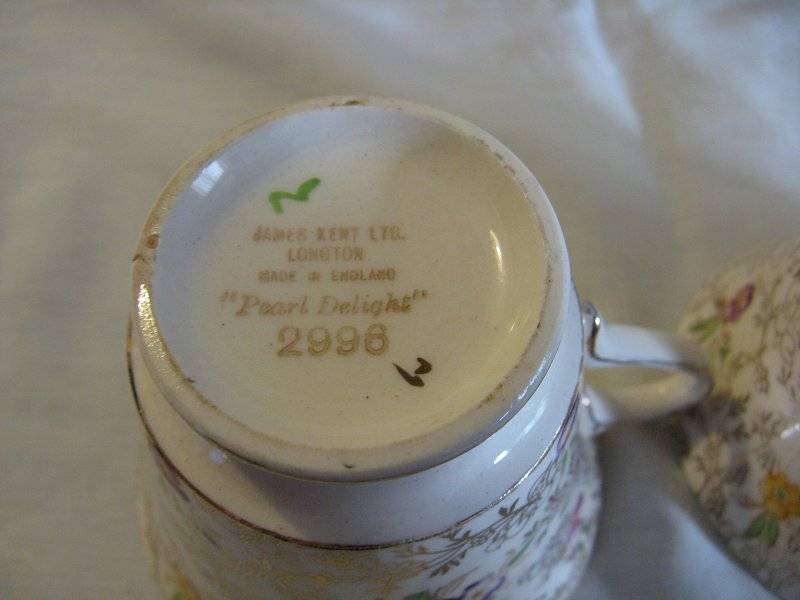 JAMES KENT LTD.
LONGTON
MADE IN ENGLAND
"Pearl Delight"
2996